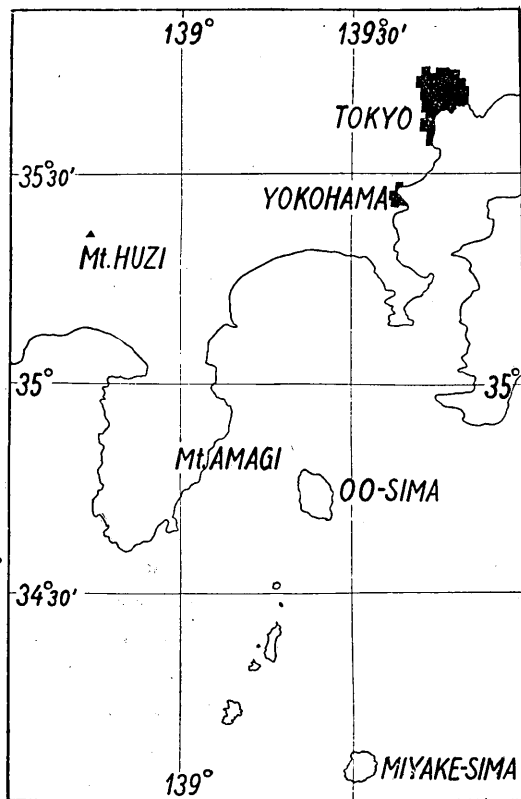 139° 139°30'
TOKYO
35°30'
YOKOHAMA
Mt.HUZI
35° 35°
Mt.AMAGI
OO-SIMA
34°30'
MIYAKE-SIMA
139°